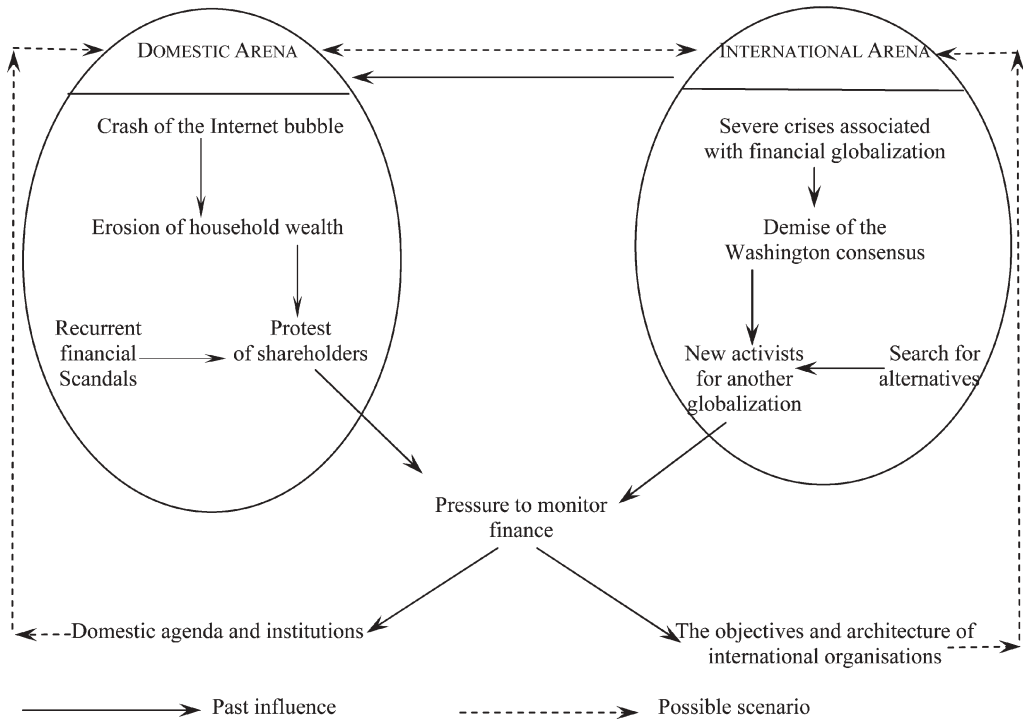 DOMESTIC ARENA
INTERNATIONAL ARENA
Crash of the Internet bubble
Erosion of household wealth
Recurrent
financial
Scandals
Protest
of shareholders
Severe crises associated
with financial globalization
Demise of the
Washington consensus
New activists
for another
globalization
Search for
alternatives
Pressure to monitor
finance
Domestic agenda and institutions
The objectives and architecture of
international organisations
Past influence
Possible scenario